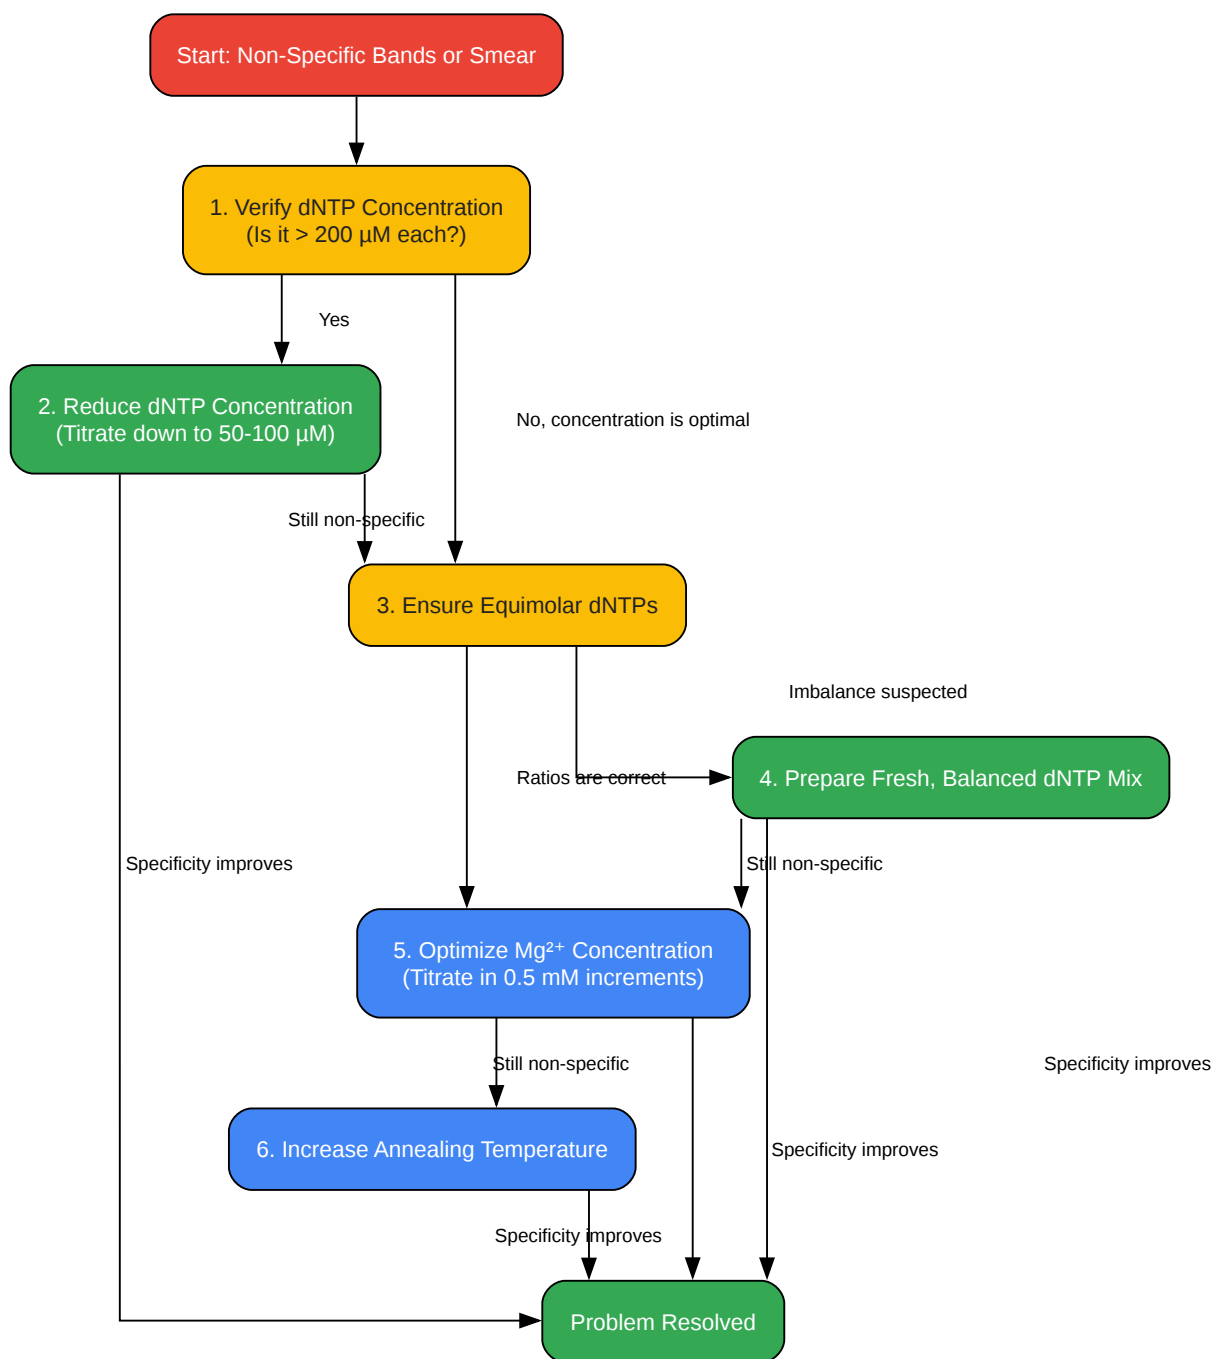 Start: Non-Specific Bands or Smear
1. Verify dNTP Concentration
(Is it > 200 µM each?)
Yes
2. Reduce dNTP Concentration
(Titrate down to 50-100 µM)
No, concentration is optimal
Still non-specific
3. Ensure Equimolar dNTPs
Imbalance suspected
Ratios are correct
4. Prepare Fresh, Balanced dNTP Mix
Specificity improves
Still non-specific
5. Optimize Mg²⁺ Concentration
(Titrate in 0.5 mM increments)
Still non-specific
Specificity improves
6. Increase Annealing Temperature
Specificity improves
Specificity improves
Problem Resolved